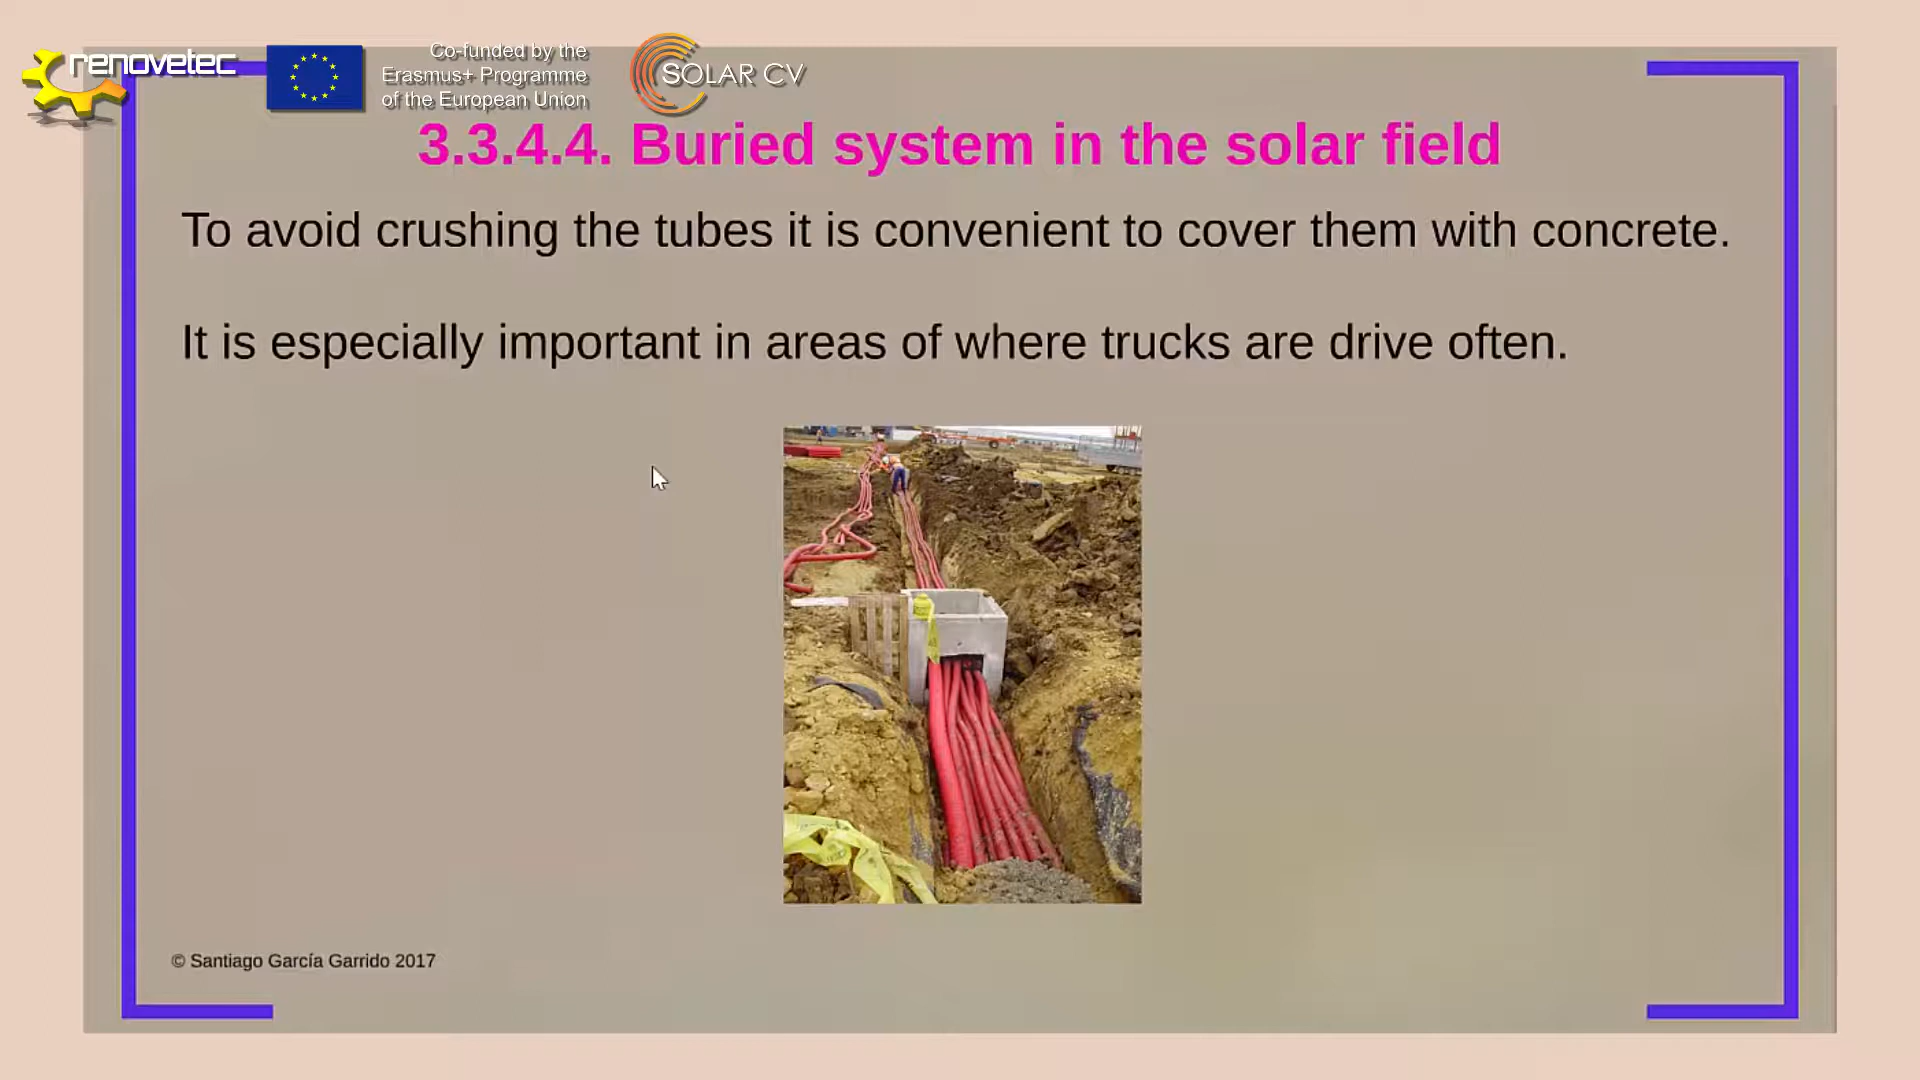 renovetec
Co-funded by the
Erasmus+ Programme
of the European Union
SOLAR CV
3.3.4.4. Buried system in the solar field
To avoid crushing the tubes it is convenient to cover them with concrete.
It is especially important in areas of where trucks are drive often.
© Santiago García Garrido 2017